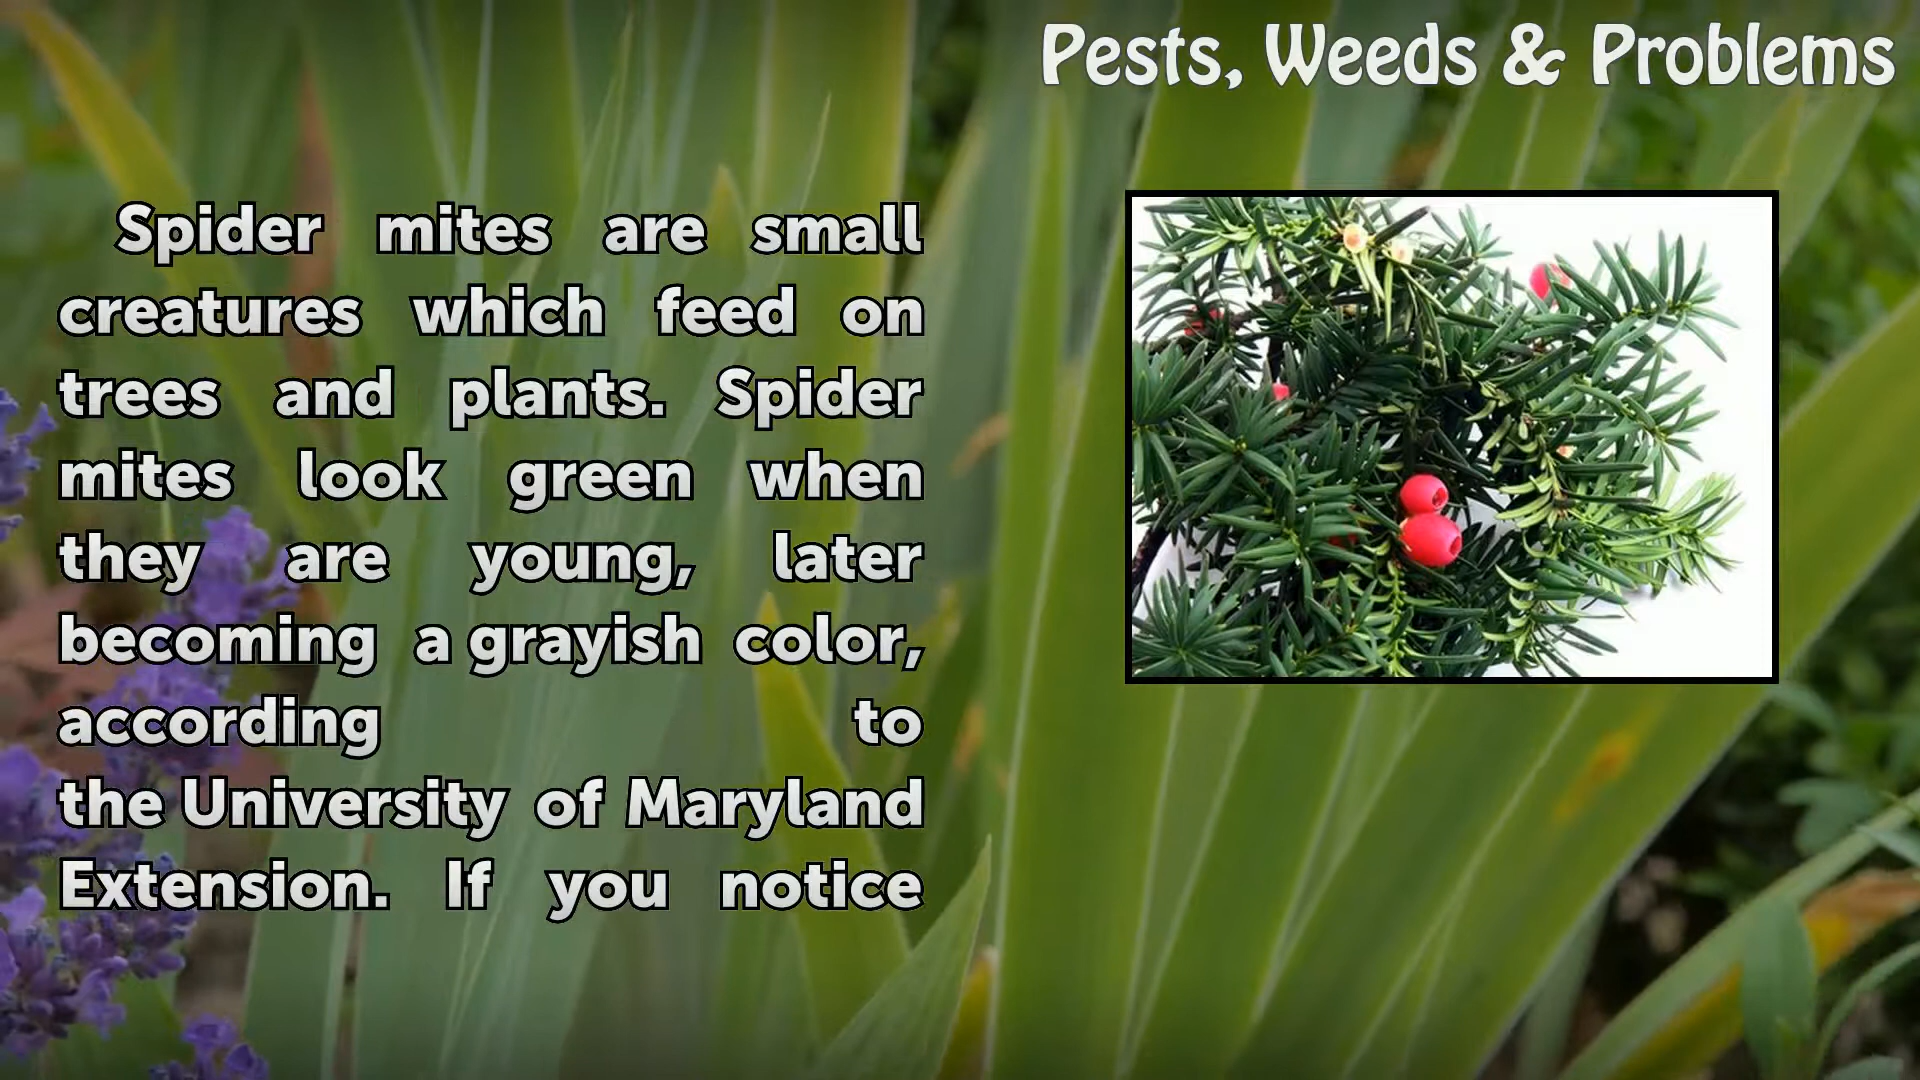 Pests, Weeds & Problems
Spider mites are small
creatures which feed on
trees and plants. Spider
mites look green when
they are young, later
becoming a grayish color,
according to
the University of Maryland
Extension. If you notice